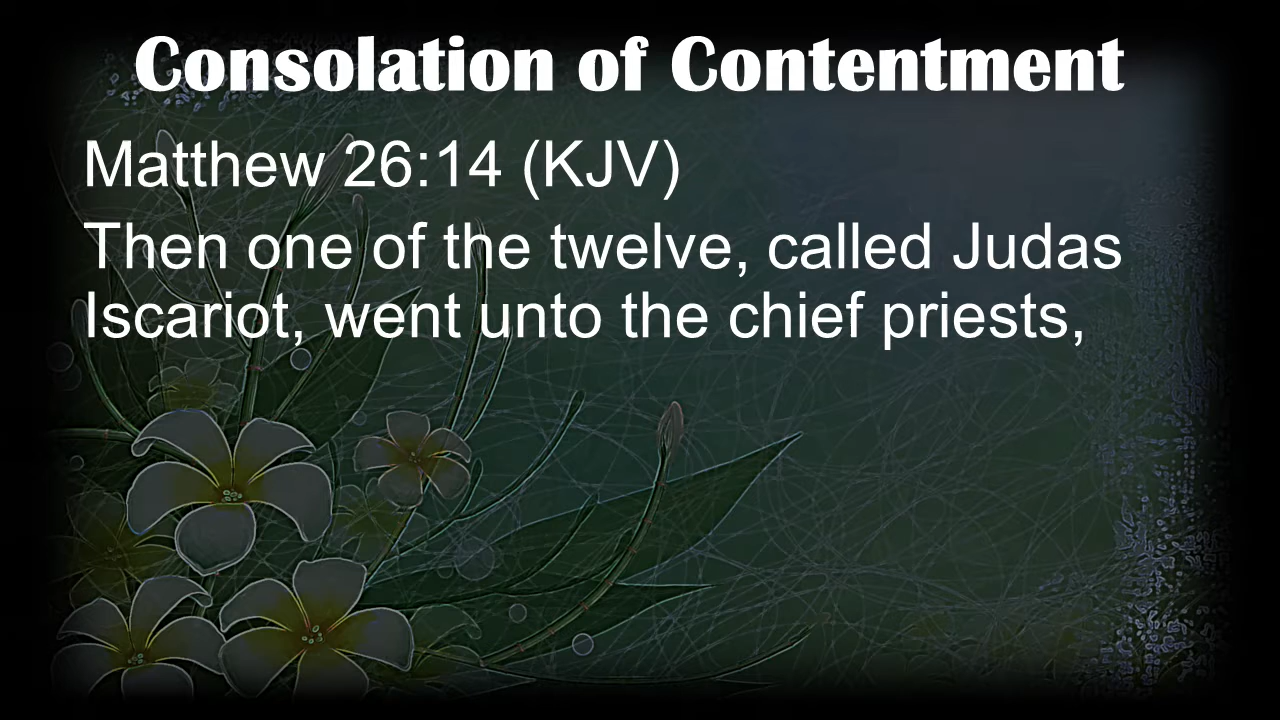 Consolation of Contentment
Matthew 26:14 (KJV)
Then one of the twelve, called Judas
Iscariot, went unto the chief priests,